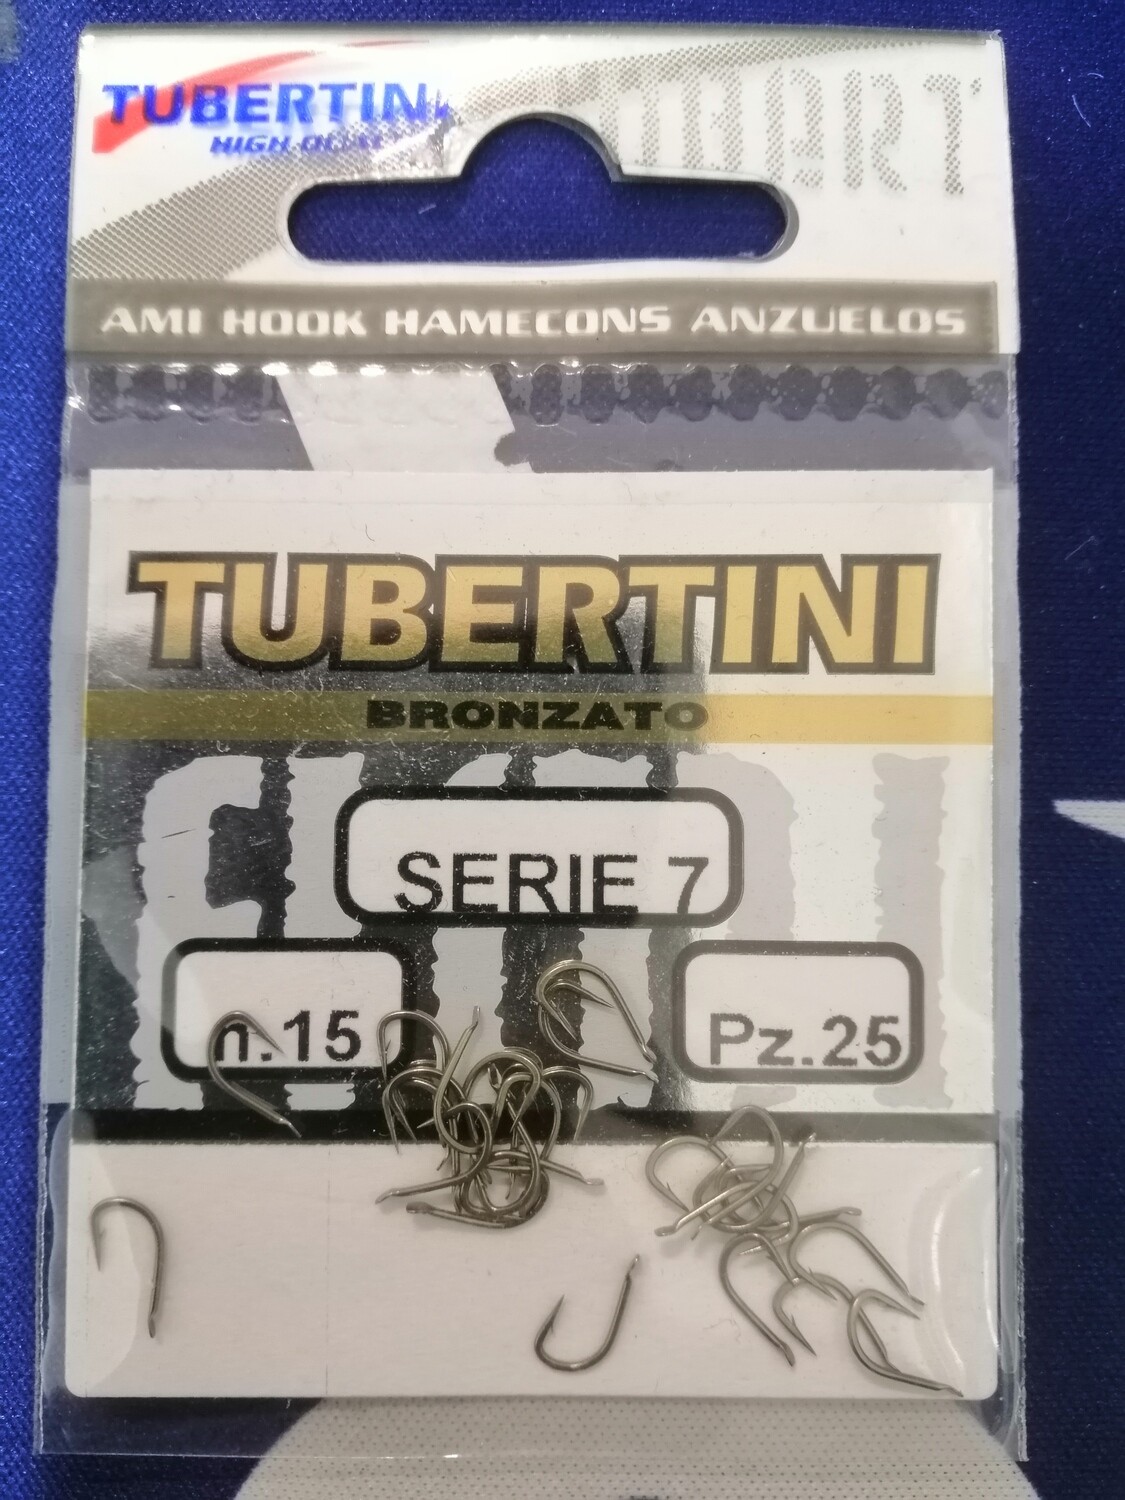 TUBERTINI
AMI HOOK HAMECONS ANZUELOS
TUBERTINI
BRONZATO
SERIE 7
n.15
Pz.25